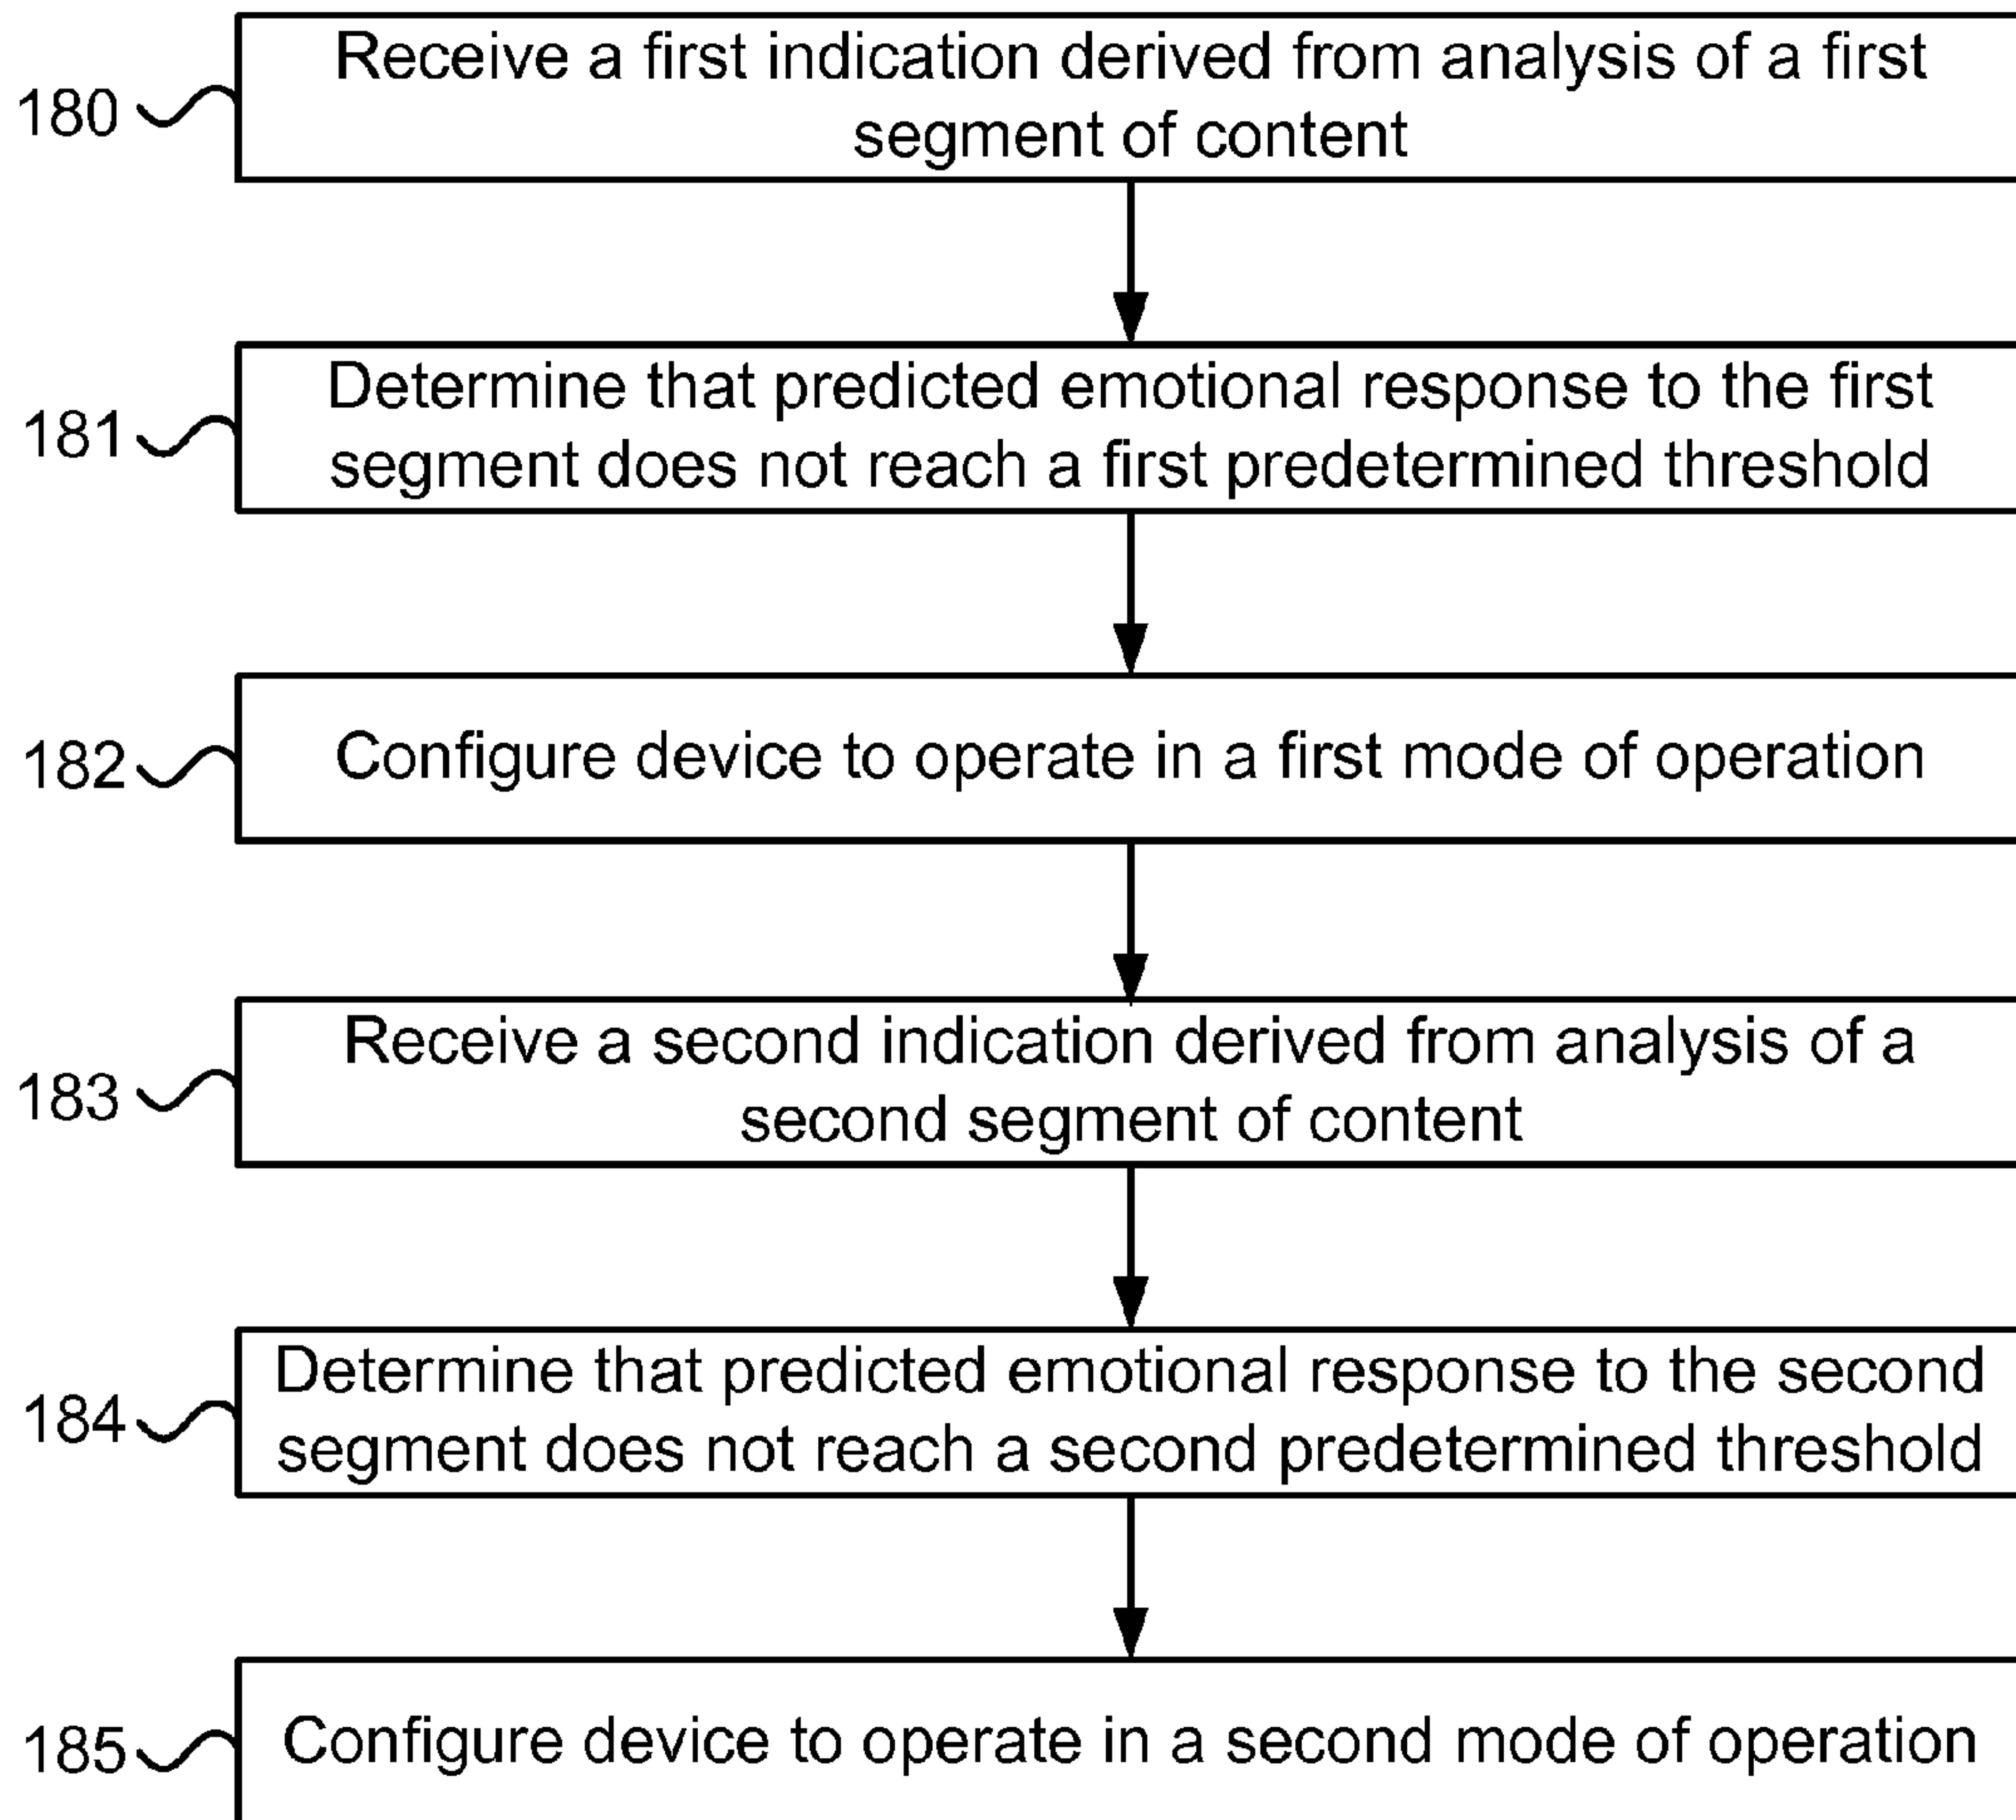 Receive a first indication derived from analysis of a first
segment of content
180
Determine that predicted emotional response to the first
segment does not reach a first predetermined threshold
181
Configure device to operate in a first mode of operation
182
Receive a second indication derived from analysis of a
second segment of content
183
Determine that predicted emotional response to the second
segment does not reach a second predetermined threshold
184
Configure device to operate in a second mode of operation
185